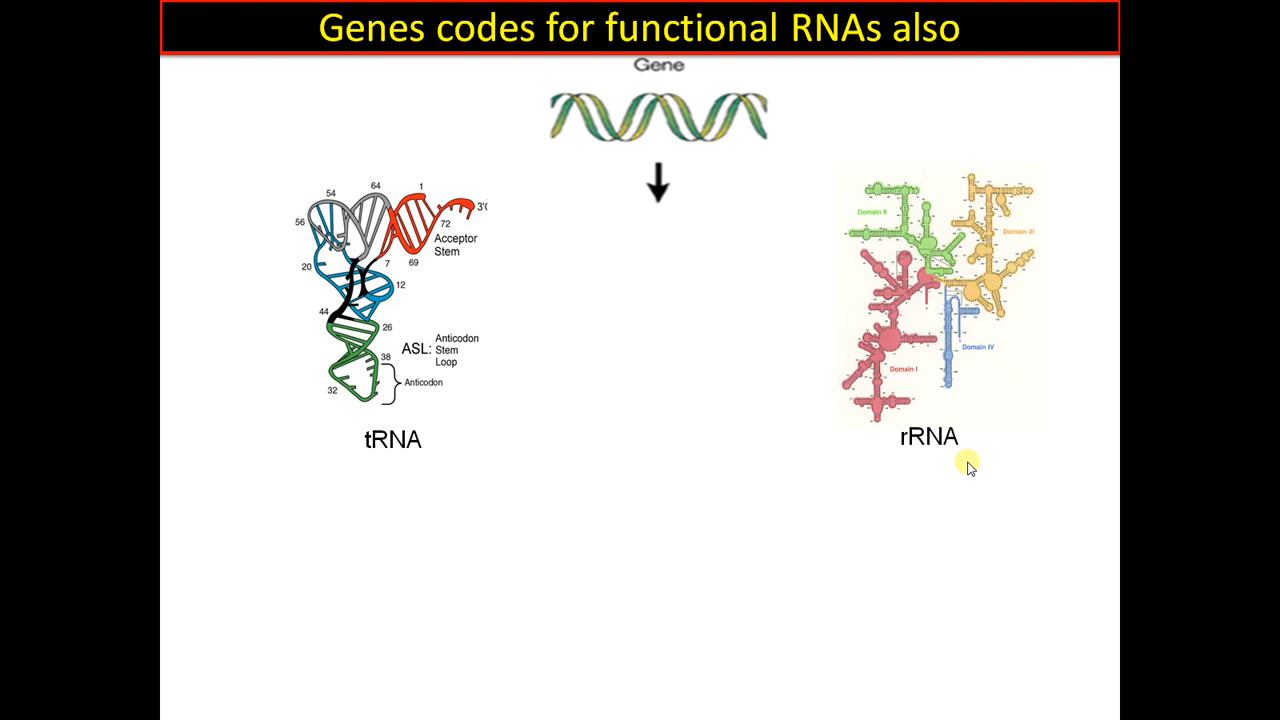 Genes codes for functional RNAs also
Gene
54
64
1
3'(
56
72
Acceptor
Stem
20
7
69
12
44
26
ASL:
Anticodon
Stem
Loop
38
32
Anticodon
tRNA
Domain II
Domain III
Domain IV
Domain I
rRNA